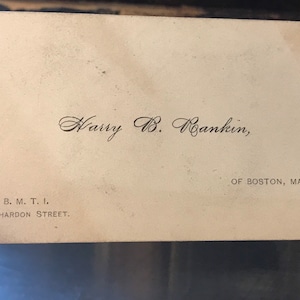 Harry B. Rankin,
OF BOSTON, MA
B. M. T. I.
HARDON STREET.